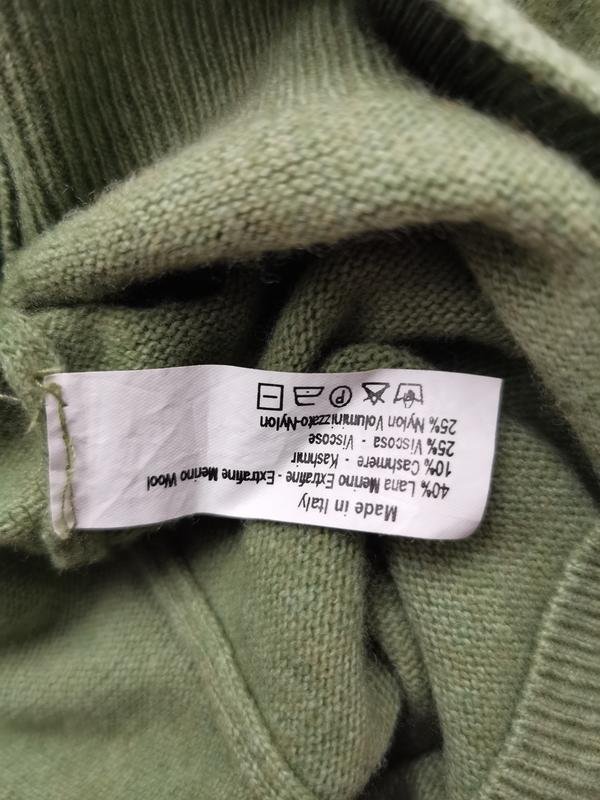 Made in Italy
40% Lana Merino Extrafine - Extrafine Merino Wool
10% Cashmere - Kashmir
25% Viscosa - Viscose
25% Nylon Voluminizzato-Nylon
P